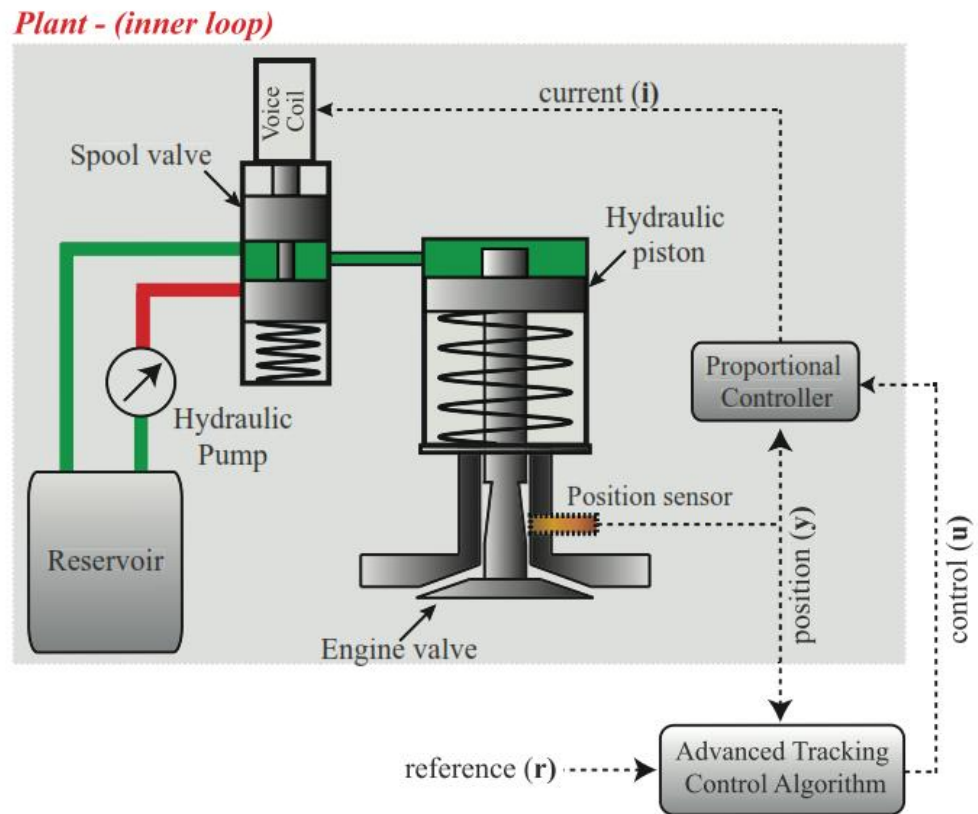 Plant - (inner loop)
Voice
Coil
current (i)
Spool valve
Hydraulic
piston
Proportional
Controller
Hydraulic
Pump
Position sensor
Reservoir
position (y)
control (u)
Engine valve
reference (r)
Advanced Tracking
Control Algorithm